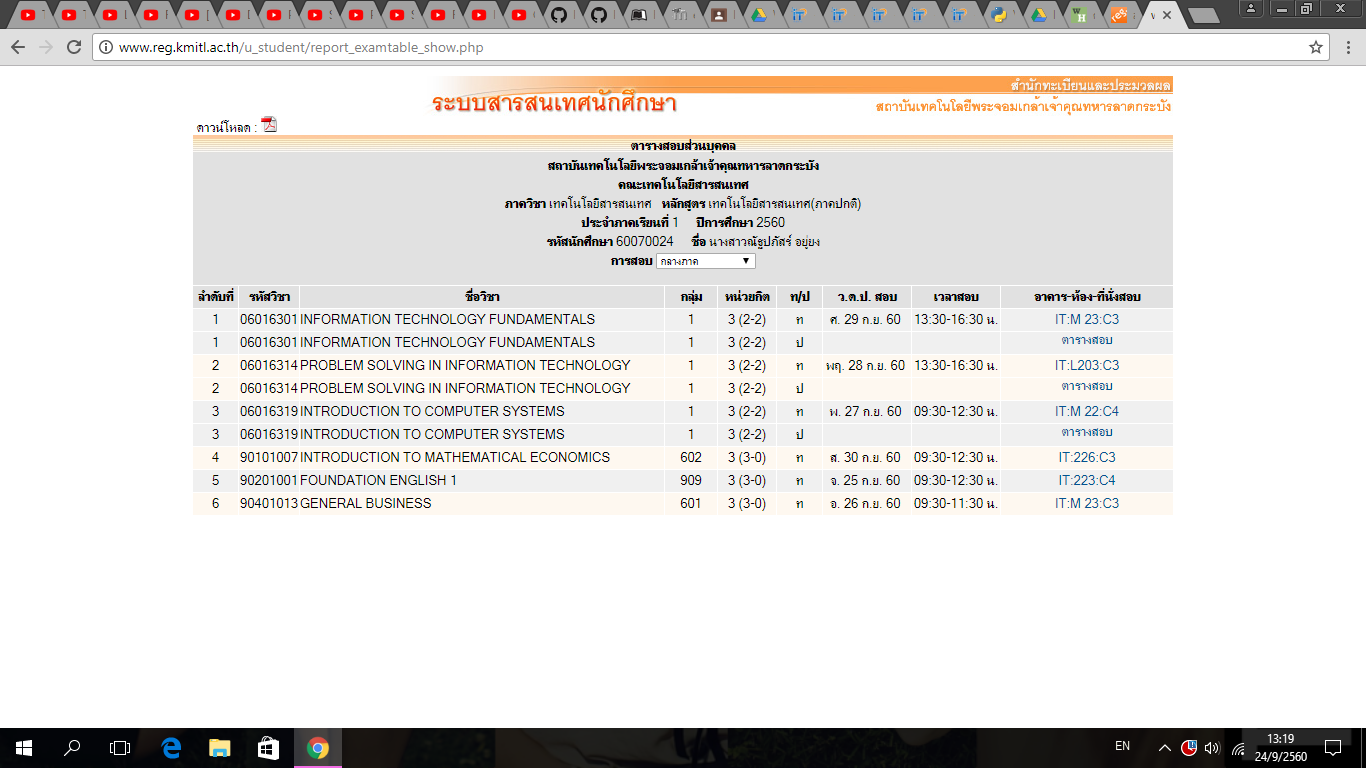 www.reg.kmitl.ac.th/u_student/report_examtable_show.php
สำนักทะเบียนและประมวลผล
ระบบสารสนเทศนักศึกษา
สถาบันเทคโนโลยีพระจอมเกล้าเจ้าคุณทหารลาดกระบัง
ดาวน์โหลด :
ตารางสอบส่วนบุคคล
สถาบันเทคโนโลยีพระจอมเกล้าเจ้าคุณทหารลาดกระบัง
คณะเทคโนโลยีสารสนเทศ
ภาควิชา เทคโนโลยีสารสนเทศ หลักสูตร เทคโนโลยีสารสนเทศ(ภาคปกติ)
ประจำภาคเรียนที่ 1 ปีการศึกษา 2560
รหัสนักศึกษา 60070024 ชื่อ นางสาวณัฐปภัสร์ อยู่ยง
การสอบ กลางภาค
ลำดับที่ รหัสวิชา ชื่อวิชา กลุ่ม หน่วยกิต ท/ป ว.ด.ป. สอบ เวลาสอบ อาคาร-ห้อง-ที่นั่งสอบ
1 06016301 INFORMATION TECHNOLOGY FUNDAMENTALS 1 3 (2-2) ท ศ. 29 ก.ย. 60 13:30-16:30 น. IT:M 23:C3
1 06016301 INFORMATION TECHNOLOGY FUNDAMENTALS 1 3 (2-2) ป ตารางสอบ
2 06016314 PROBLEM SOLVING IN INFORMATION TECHNOLOGY 1 3 (2-2) ท พฤ. 28 ก.ย. 60 13:30-16:30 น. IT:L203:C3
2 06016314 PROBLEM SOLVING IN INFORMATION TECHNOLOGY 1 3 (2-2) ป ตารางสอบ
3 06016319 INTRODUCTION TO COMPUTER SYSTEMS 1 3 (2-2) ท พ. 27 ก.ย. 60 09:30-12:30 น. IT:M 22:C4
3 06016319 INTRODUCTION TO COMPUTER SYSTEMS 1 3 (2-2) ป ตารางสอบ
4 90101007 INTRODUCTION TO MATHEMATICAL ECONOMICS 602 3 (3-0) ท ส. 30 ก.ย. 60 09:30-12:30 น. IT:226:C3
5 90201001 FOUNDATION ENGLISH 1 909 3 (3-0) ท จ. 25 ก.ย. 60 09:30-12:30 น. IT:223:C4
6 90401013 GENERAL BUSINESS 601 3 (3-0) ท อ. 26 ก.ย. 60 09:30-11:30 น. IT:M 23:C3
EN
13:19
24/9/2560